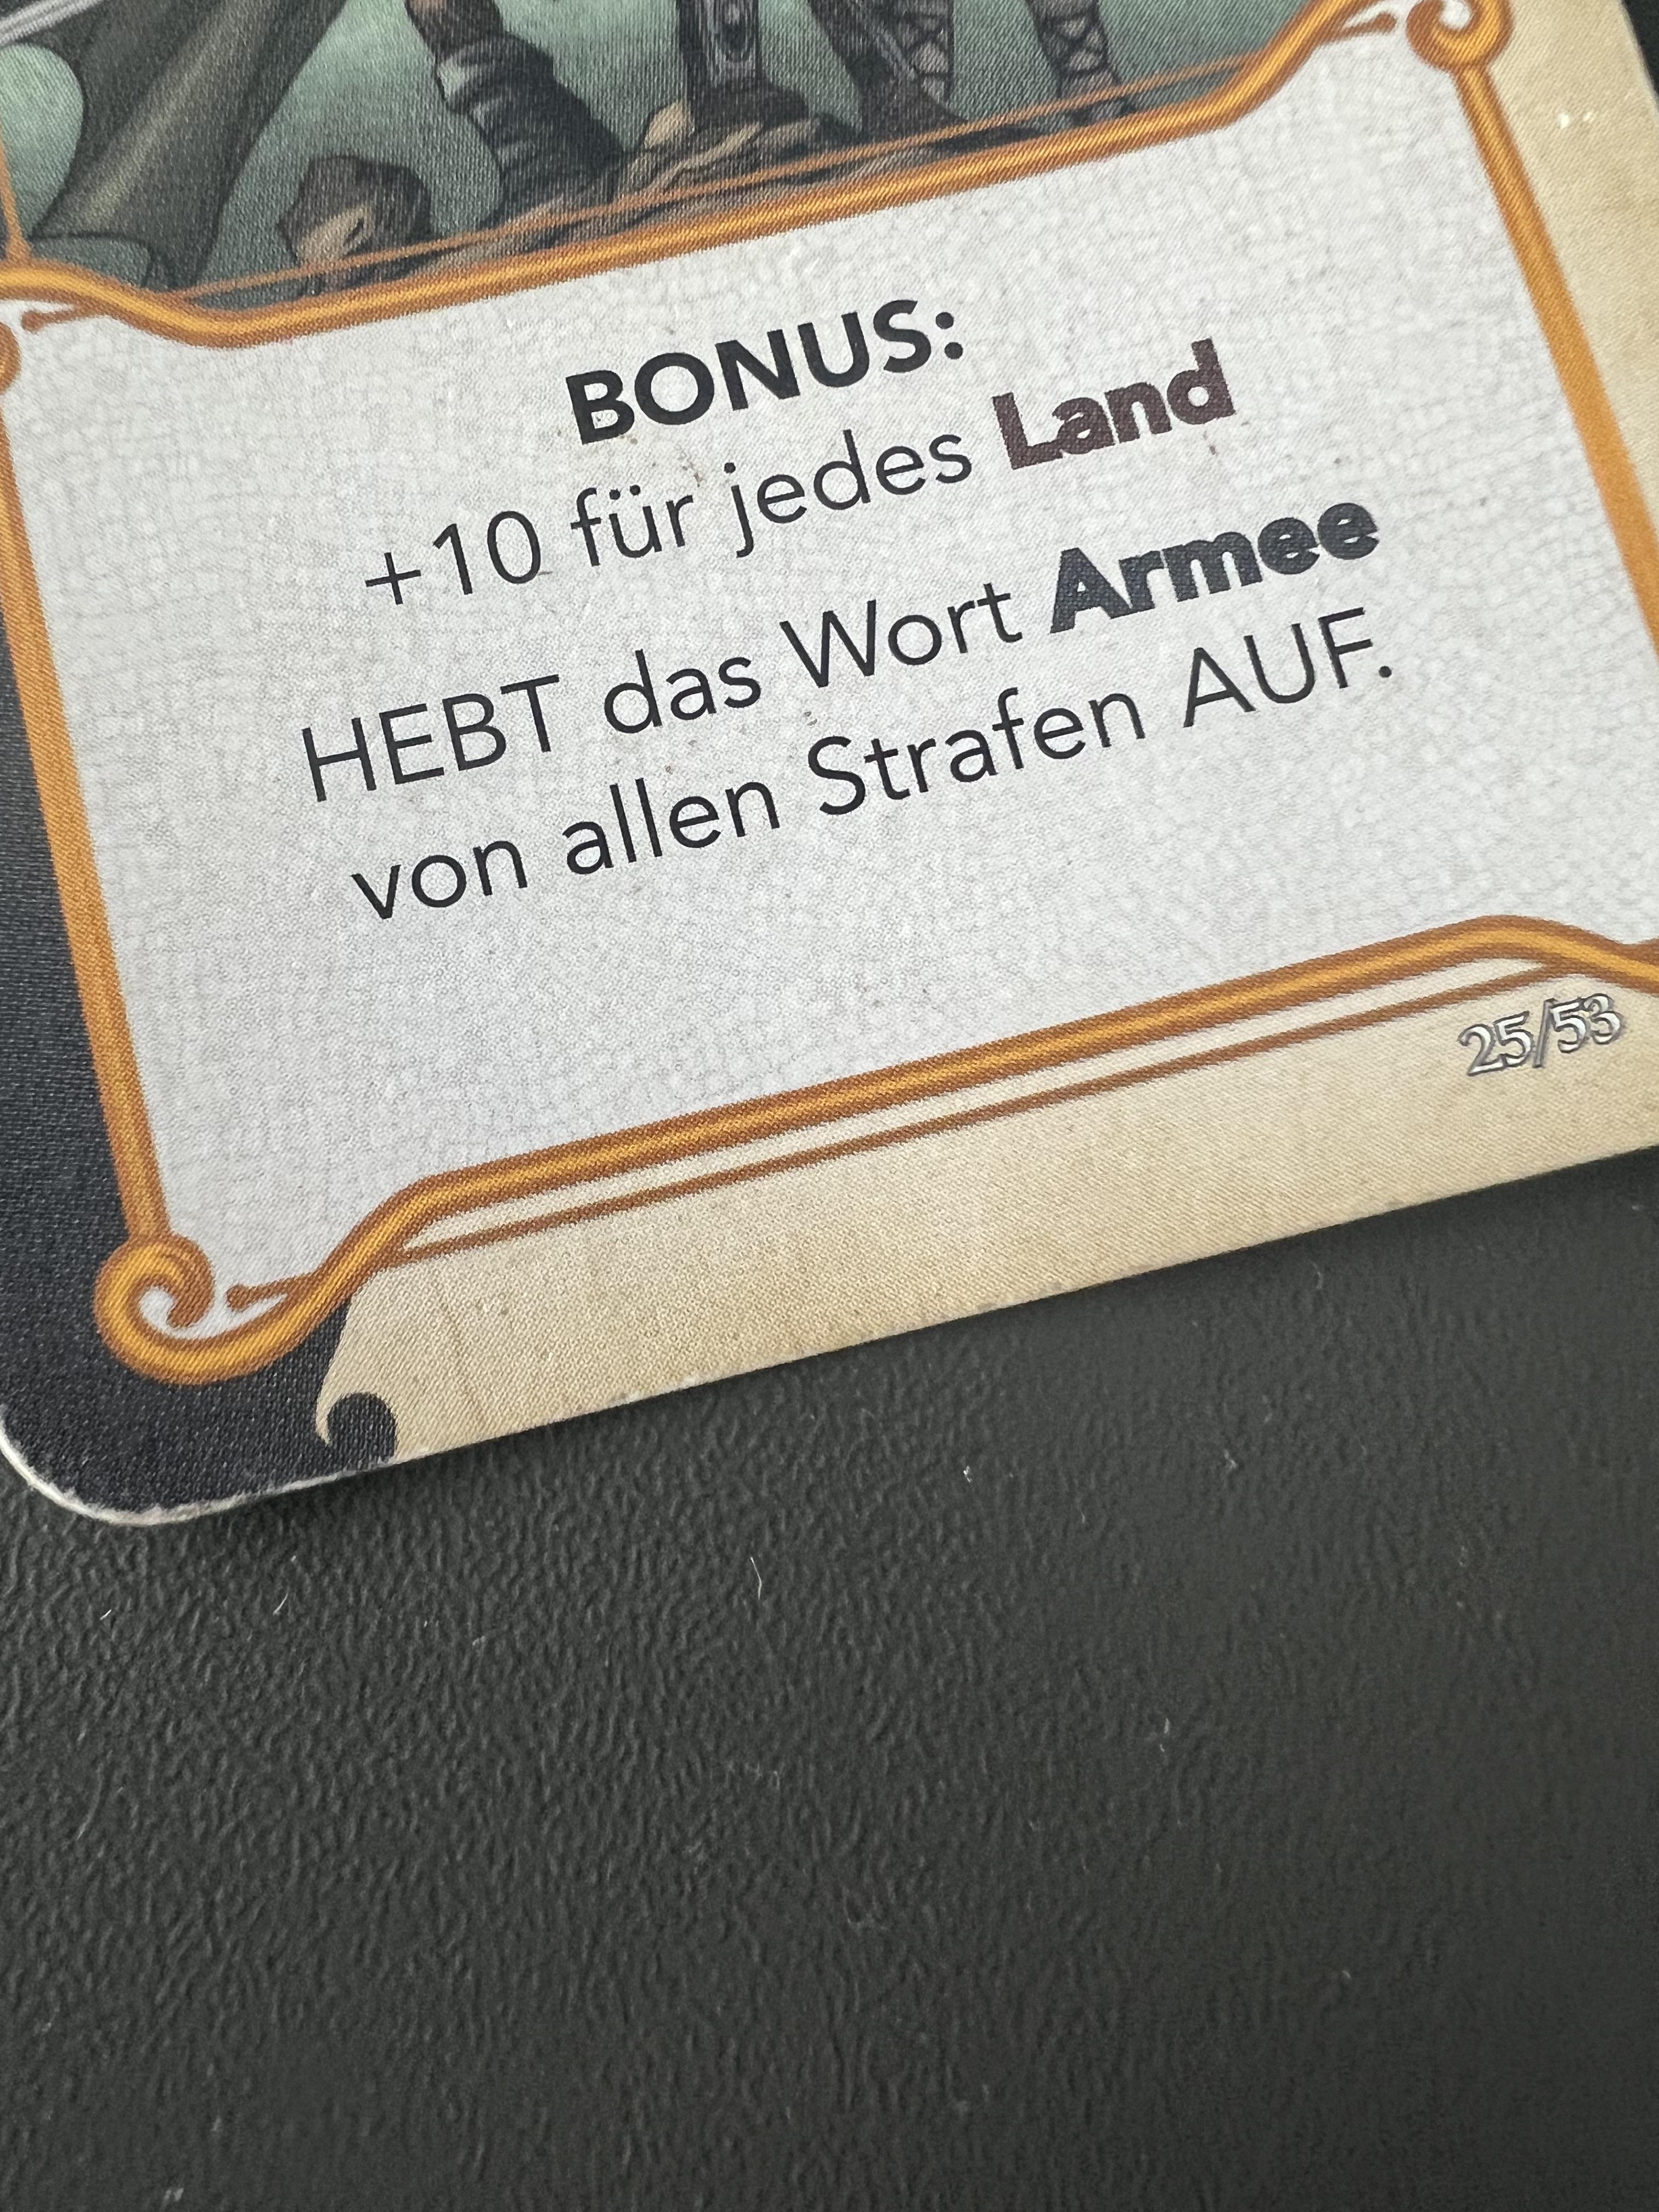 BONUS:
+10 für jedes Land
HEBT das Wort Armee
von allen Strafen AUF.
25/53